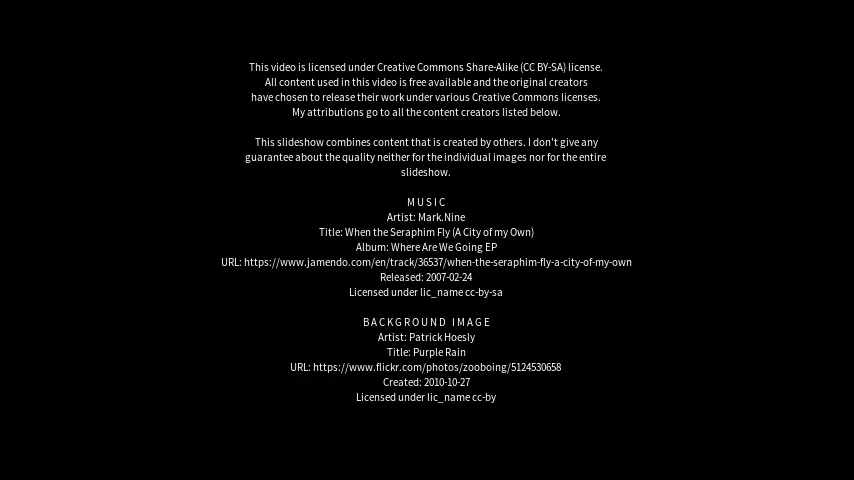 This video is licensed under Creative Commons Share-Alike (CC BY-SA) license.
All content used in this video is free available and the original creators
have chosen to release their work under various Creative Commons licenses.
My attributions go to all the content creators listed below.
This slideshow combines content that is created by others. I don't give any
guarantee about the quality neither for the individual images nor for the entire
slideshow.
MUSIC
Artist: Mark.Nine
Title: When the Seraphim Fly (A City of my Own)
Album: Where Are We Going EP
URL: https://www.jamendo.com/en/track/36537/when-the-seraphim-fly-a-city-of-my-own
Released: 2007-02-24
Licensed under lic_name cc-by-sa
BACKGROUND IMAGE
Artist: Patrick Hoesly
Title: Purple Rain
URL: https://www.flickr.com/photos/zooboing/5124530658
Created: 2010-10-27
Licensed under lic_name cc-by